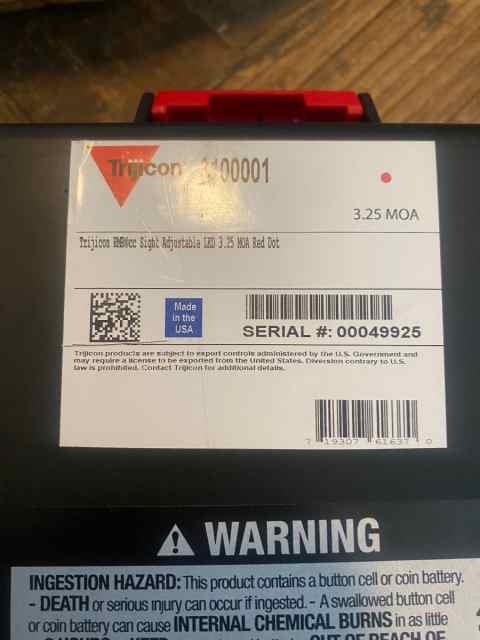 Trijicon 3100001
3.25 MOA
Trijicon RMR®cc Sight Adjustable LED 3.25 MOA Red Dot
Made
in the
USA
SERIAL #: 00049925
Trijicon products are subject to export controls administered by the U.S. Government and
may require a license to be exported from the United States. Diversion contrary to U.S.
law is prohibited. Contact Trijicon for additional details.
7 19307 61637 0
WARNING
INGESTION HAZARD: This product contains a button cell or coin battery.
- DEATH or serious injury can occur if ingested. - A swallowed button cell
or coin battery can cause INTERNAL CHEMICAL BURNS in as little